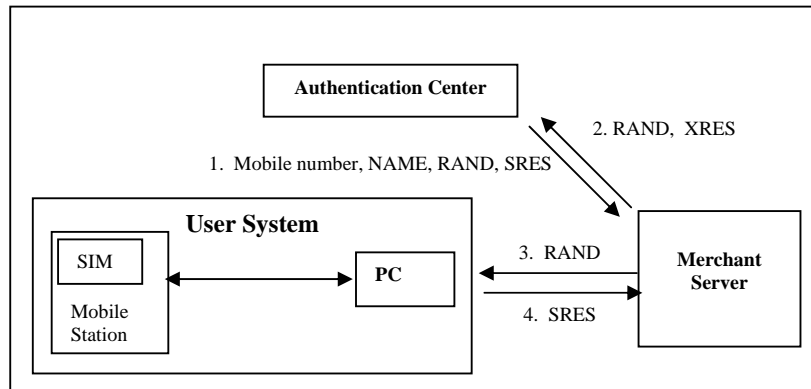 Authentication Center
2. RAND, XRES
1. Mobile number, NAME, RAND, SRES
User System
SIM
Mobile
Station
PC
3. RAND
4. SRES
Merchant
Server